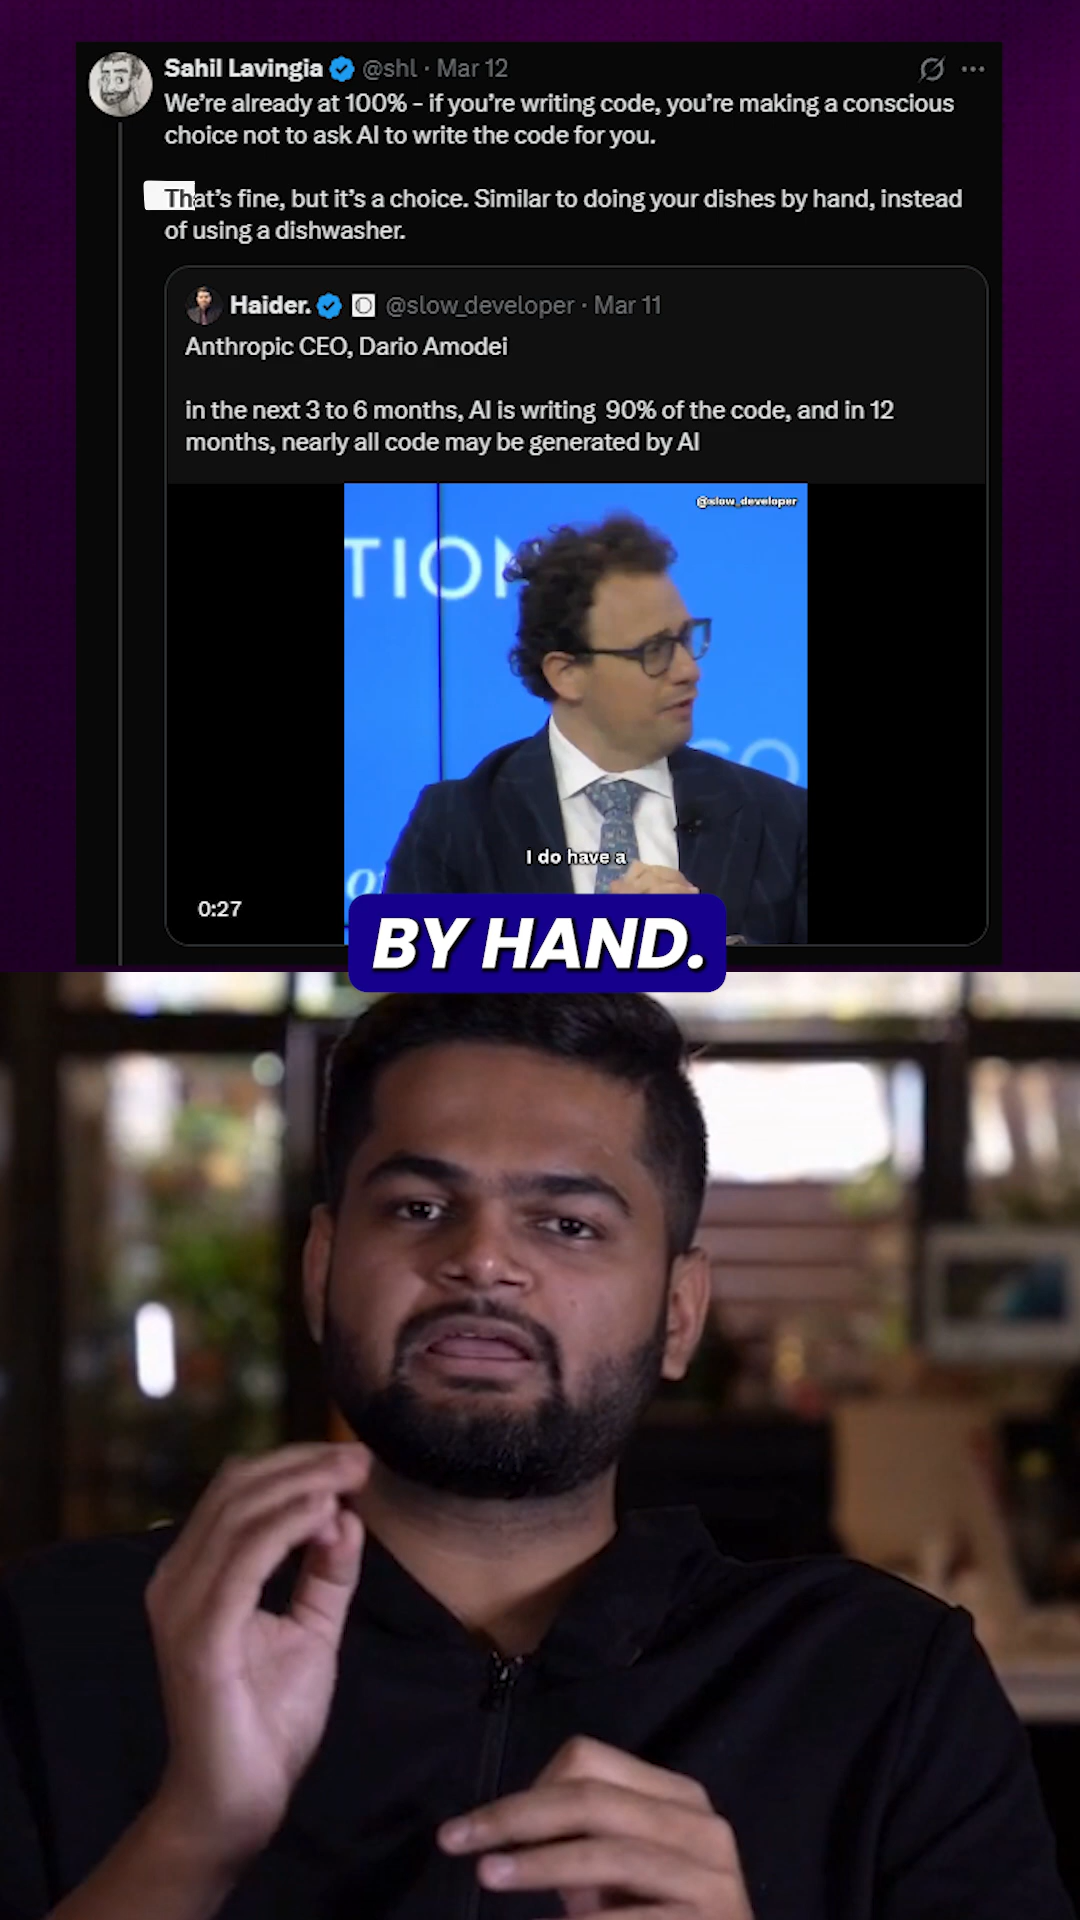 Sahil Lavingia @shl · Mar 12
We're already at 100% – if you're writing code, you're making a conscious
choice not to ask AI to write the code for you.
That's fine, but it's a choice. Similar to doing your dishes by hand, instead
of using a dishwasher.
Haider. @slow_developer · Mar 11
Anthropic CEO, Dario Amodei
in the next 3 to 6 months, AI is writing 90% of the code, and in 12
months, nearly all code may be generated by AI
@slow_developer
TION
CO
I do have a
of
0:27
BY HAND.